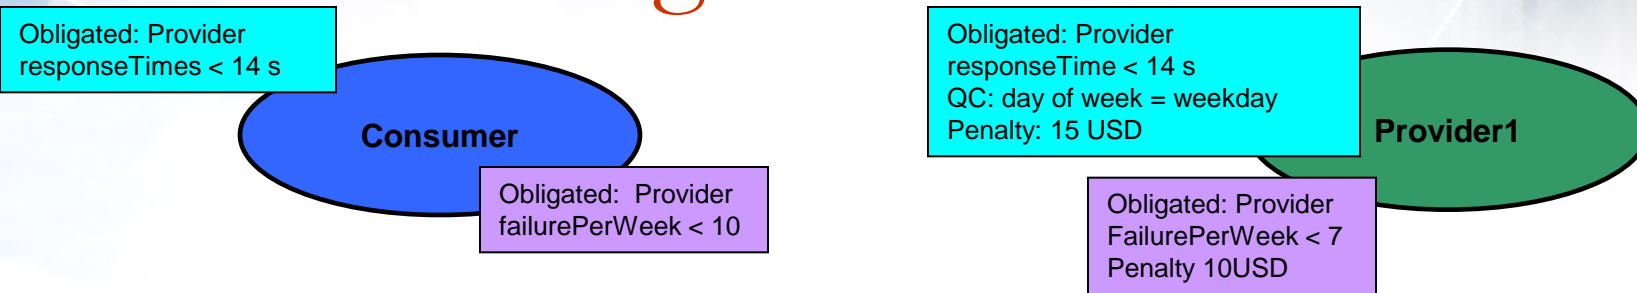 Obligated: Provider
responseTimes < 14 s
Consumer
Obligated:  Provider
failurePerWeek < 10
Obligated: Provider
responseTime < 14 s
QC: day of week = weekday
Penalty: 15 USD
Provider1
Obligated: Provider
FailurePerWeek < 7
Penalty 10USD